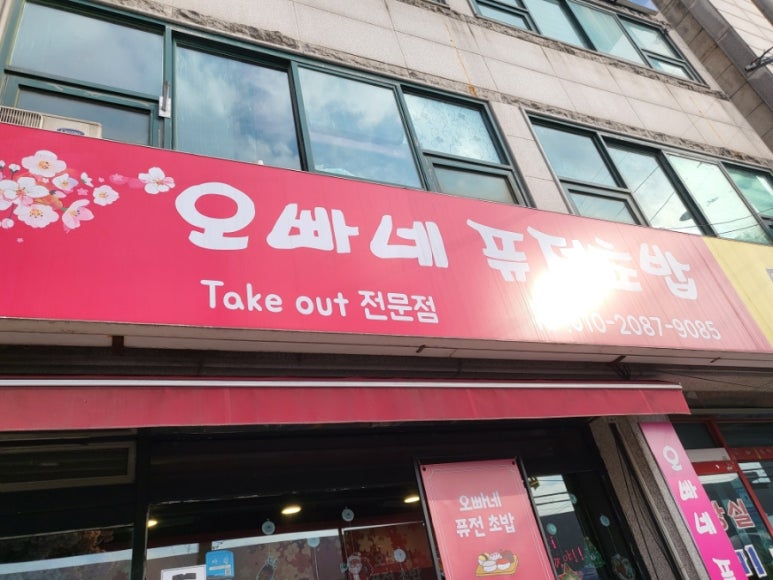 오빠네 퓨전초밥
Take out 전문점
010-2087-9085
오빠네
퓨전 초밥
오빠네 퓨